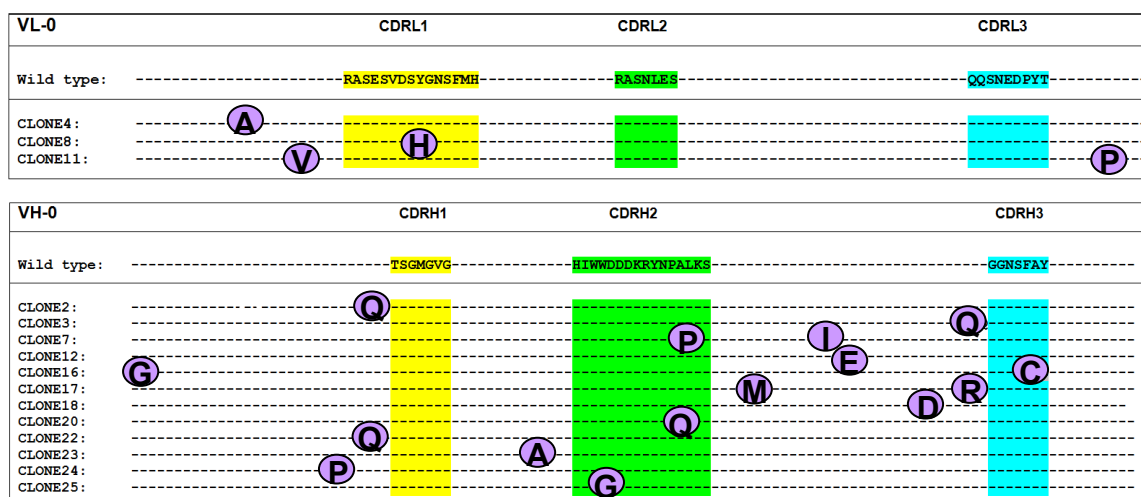 VL-0 CDRL1 CDRL2 CDRL3
Wild type: RASESVDSYGNSFMH RASNLES QQSNEDPYT
CLONE4: A
CLONE8: H
CLONE11: V P
VH-0 CDRH1 CDRH2 CDRH3
Wild type: TSGMGVG HIWWDDDKRYNPALKS GGNSFAY
CLONE2: Q
CLONE3: Q
CLONE7: P I
CLONE12: E
CLONE16: G C
CLONE17: M R
CLONE18: D
CLONE20: Q
CLONE22: Q
CLONE23: A
CLONE24: P
CLONE25: G